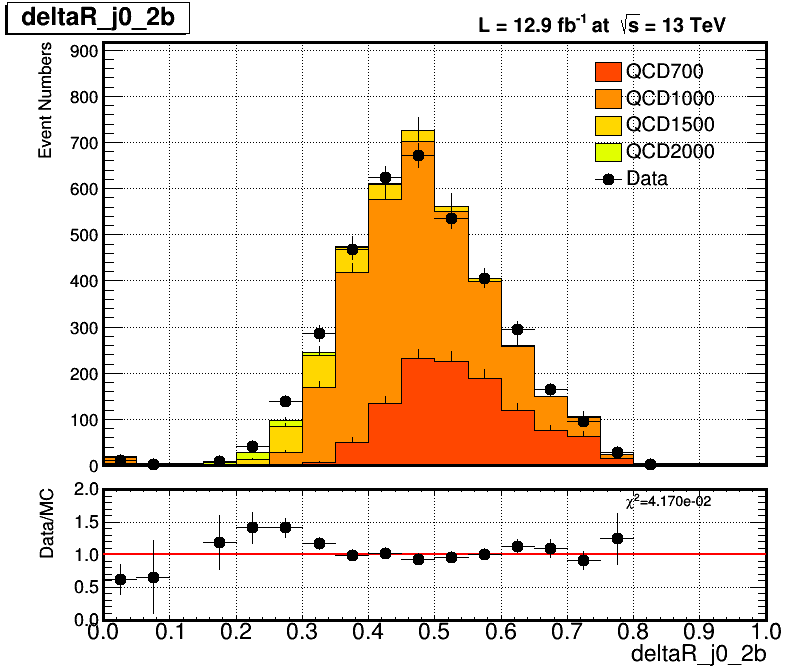 deltaR_j0_2b
L = 12.9 fb⁻¹ at √s = 13 TeV
Event Numbers
900
800
700
600
500
400
300
200
100
0
QCD700
QCD1000
QCD1500
QCD2000
Data
Data/MC
2.0
1.5
1.0
0.5
0.0
χ²=4.170e-02
0.0 0.1 0.2 0.3 0.4 0.5 0.6 0.7 0.8 0.9 1.0
deltaR_j0_2b